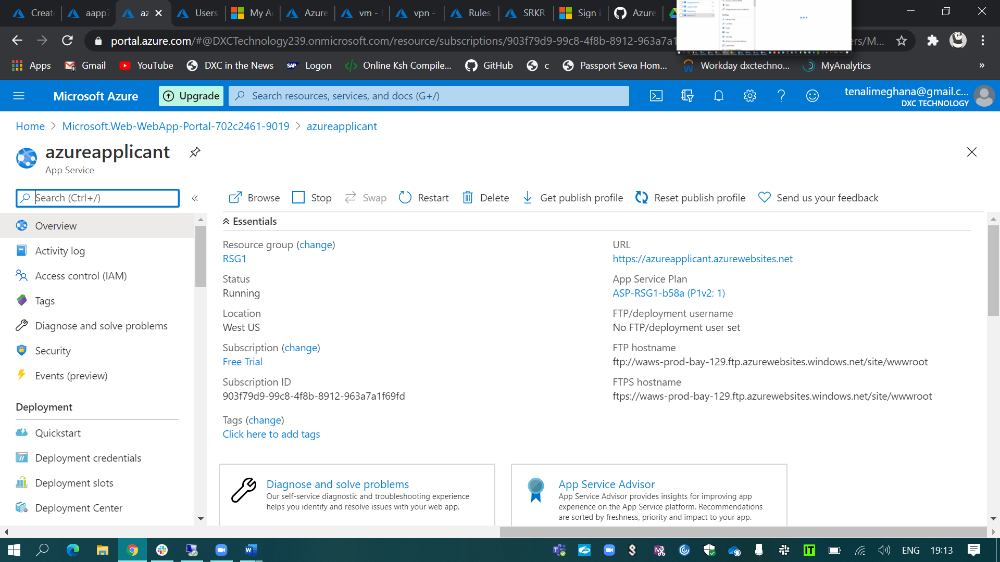 Create
aapp7
az
Users
My Ac
Azure
vm -
vpn -
Rules
SRKR
Sign i
Azure
portal.azure.com/#@DXCTechnology239.onmicrosoft.com/resource/subscriptions/903f79d9-99c8-4f8b-8912-963a7a1
ers/M...
Apps
Gmail
YouTube
DXC in the News
SAP
Logon
Online Ksh Compile...
GitHub
c
Passport Seva Hom...
Workday dxctechno...
MyAnalytics
»
Microsoft Azure
Upgrade
Search resources, services, and docs (G+/)
tenalimeghana@gmail.c...
DXC TECHNOLOGY
Home > Microsoft.Web-WebApp-Portal-702c2461-9019 > azureapplicant
azureapplicant
App Service
Search (Ctrl+/)
«
Browse
Stop
Swap
Restart
Delete
Get publish profile
Reset publish profile
Send us your feedback
Overview
Activity log
Access control (IAM)
Tags
Diagnose and solve problems
Security
Events (preview)
Deployment
Quickstart
Deployment credentials
Deployment slots
Deployment Center
Essentials
Resource group (change)
RSG1
Status
Running
Location
West US
Subscription (change)
Free Trial
Subscription ID
903f79d9-99c8-4f8b-8912-963a7a1f69fd
Tags (change)
Click here to add tags
URL
https://azureapplicant.azurewebsites.net
App Service Plan
ASP-RSG1-b58a (P1v2: 1)
FTP/deployment username
No FTP/deployment user set
FTP hostname
ftp://waws-prod-bay-129.ftp.azurewebsites.windows.net/site/wwwroot
FTPS hostname
ftps://waws-prod-bay-129.ftp.azurewebsites.windows.net/site/wwwroot
Diagnose and solve problems
Our self-service diagnostic and troubleshooting experience
helps you identify and resolve issues with your web app.
App Service Advisor
App Service Advisor provides insights for improving app
experience on the App Service platform. Recommendations
are sorted by freshness, priority and impact to your app.
ENG
19:13